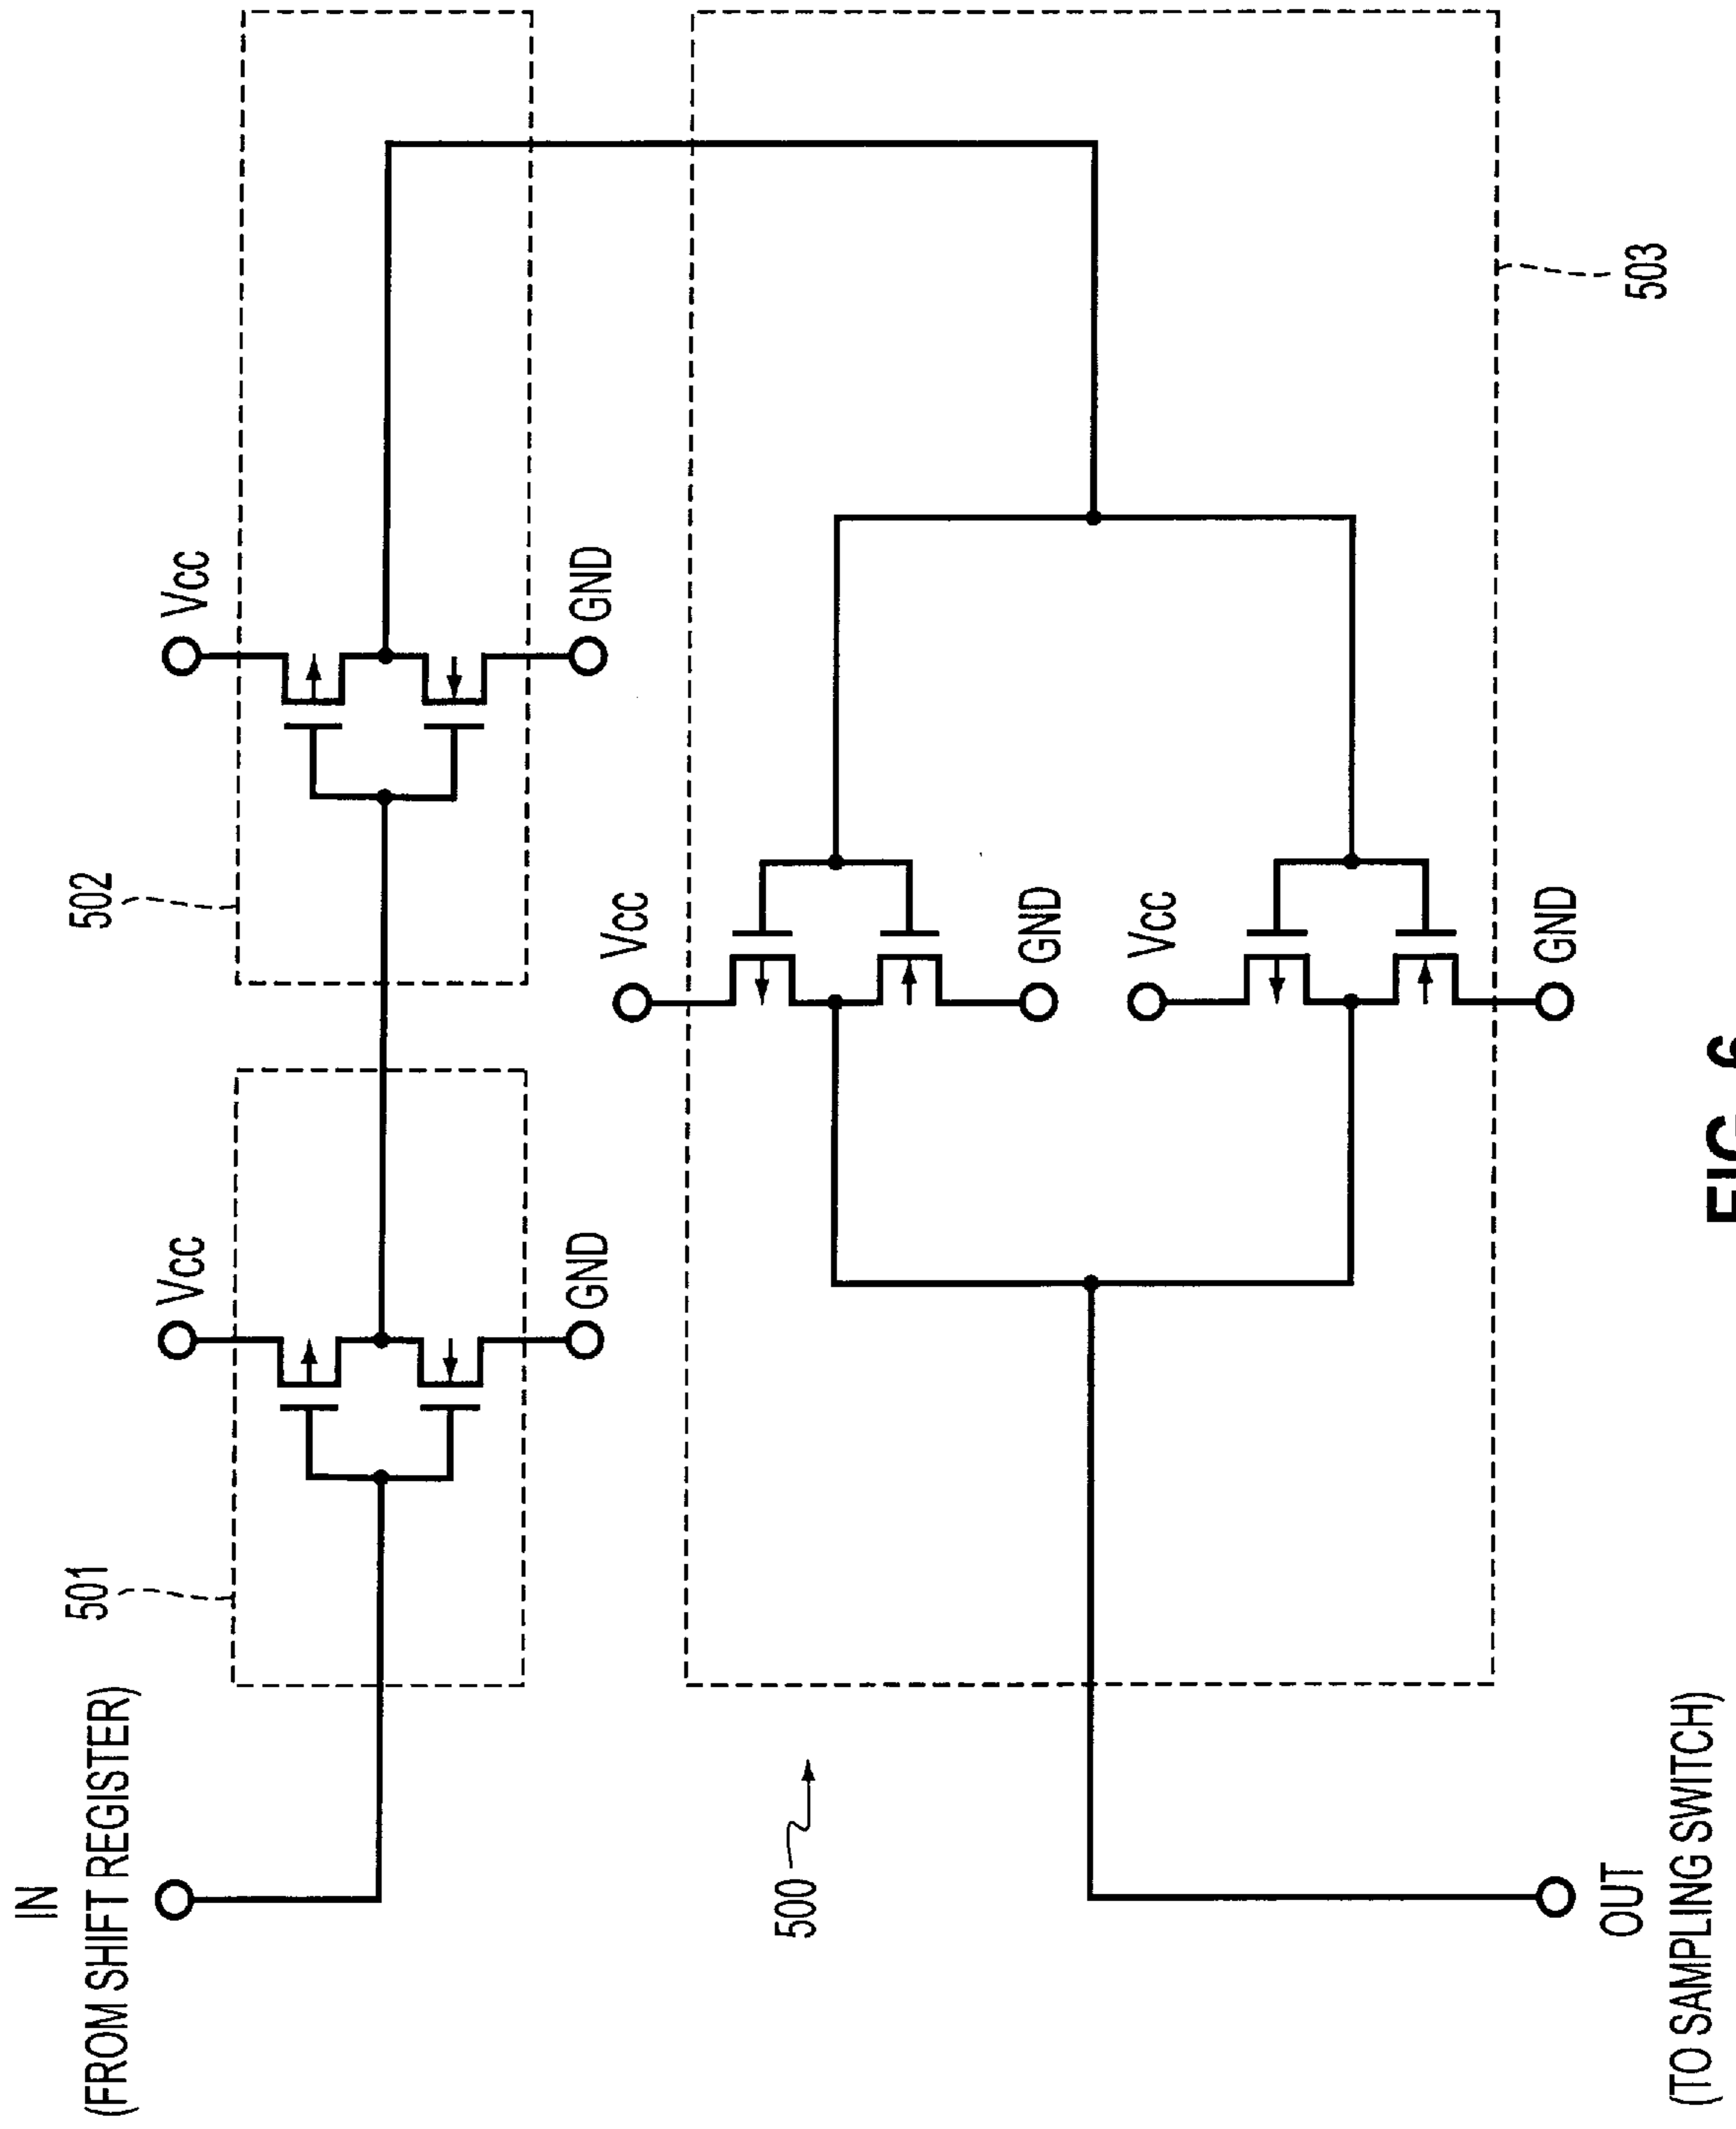 IN
(FROM SHIFT REGISTER)
501
Vcc
GND
502
Vcc
GND
500
Vcc
GND
Vcc
GND
503
OUT
(TO SAMPLING SWITCH)
FIG.